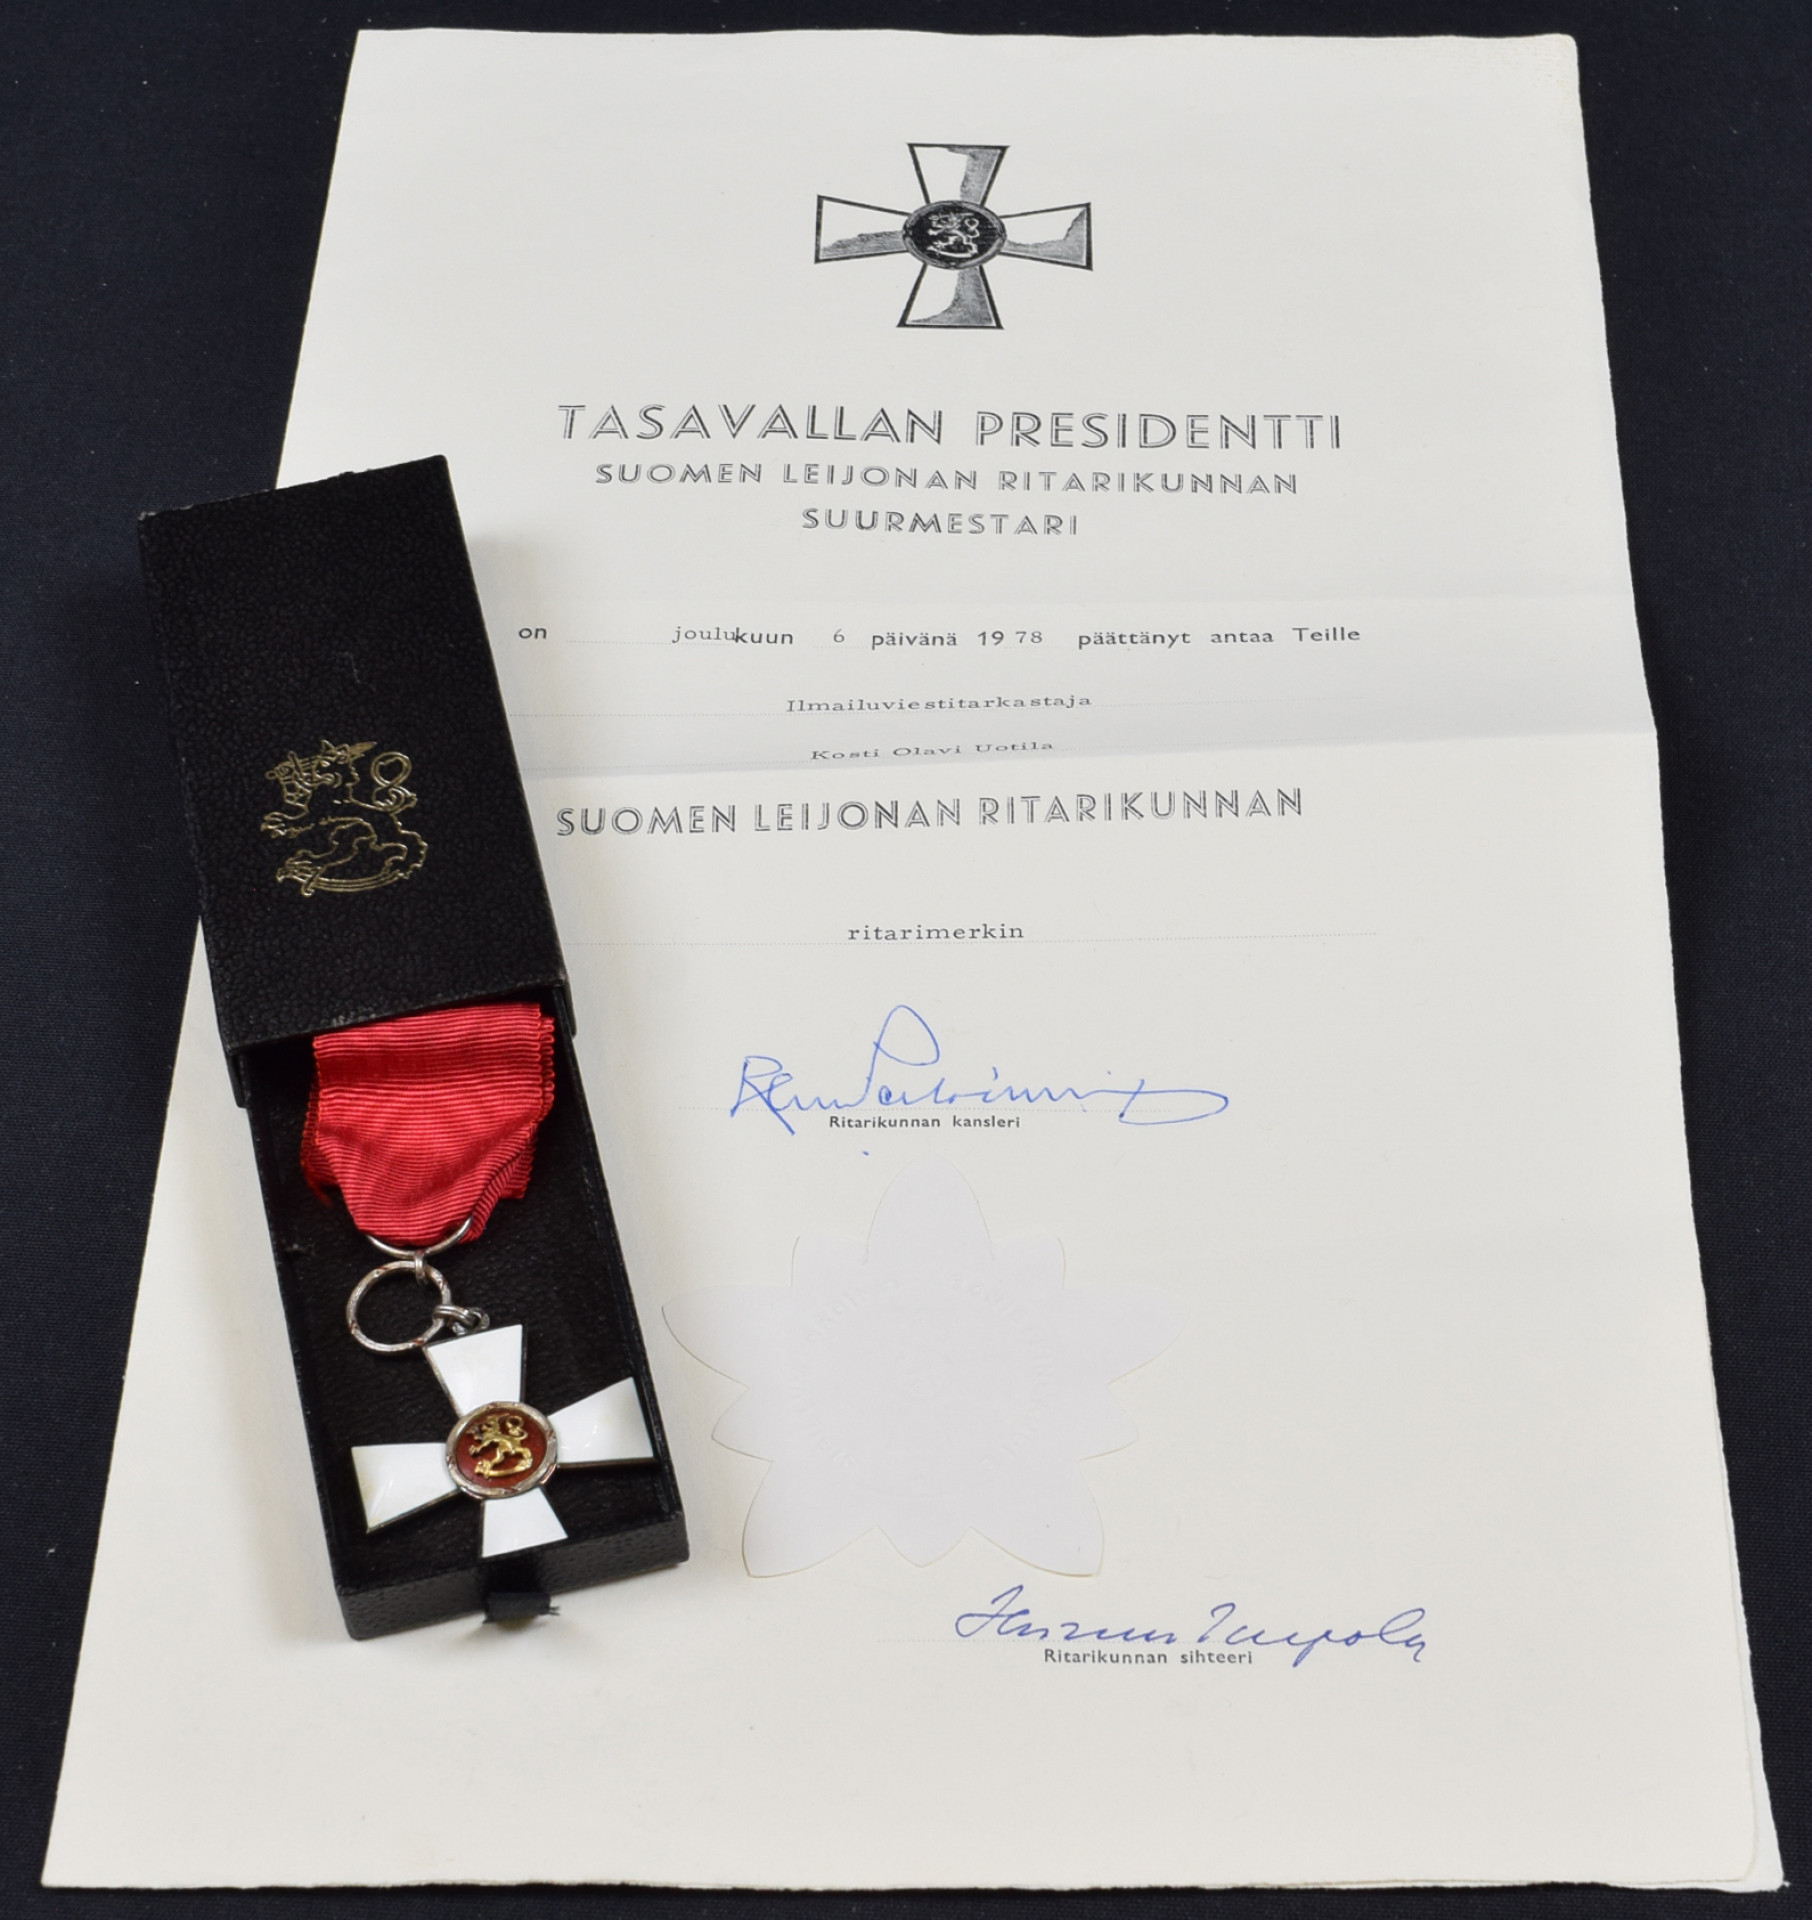 TASAVALLAN PRESIDENTTI
SUOMEN LEIJONAN RITARIKUNNAN
SUURMESTARI
on joulukuun 6 päivänä 1978 päättänyt antaa Teille
Ilmailuviestitarkastaja
Kosti Olavi Uotila
SUOMEN LEIJONAN RITARIKUNNAN
ritarimerkin
Ritarikunnan kansleri
Ritarikunnan sihteeri